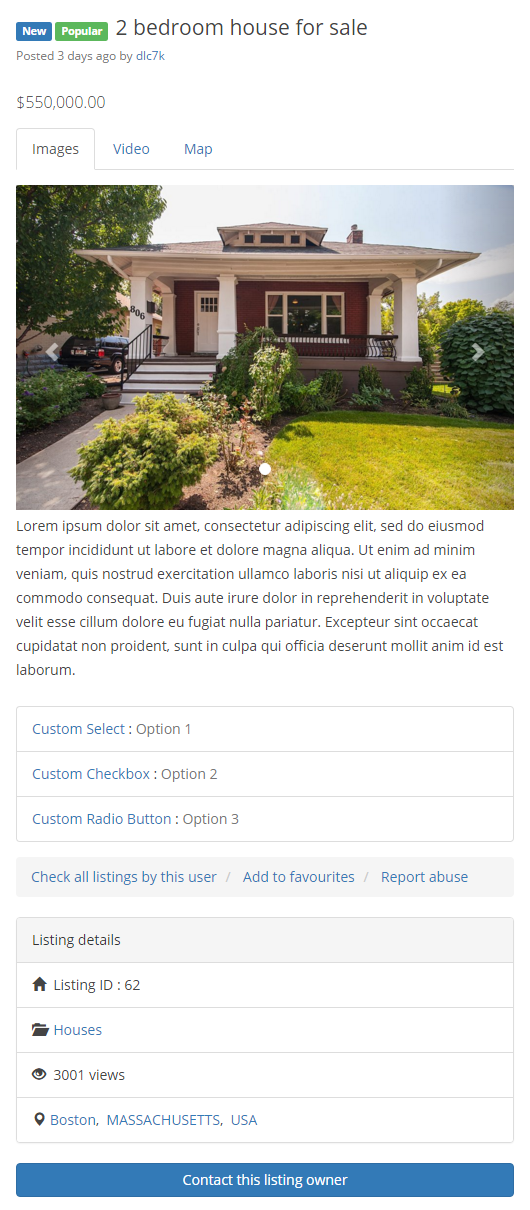 New Popular 2 bedroom house for sale
Posted 3 days ago by dlc7k
$550,000.00
Images Video Map
806
Lorem ipsum dolor sit amet, consectetur adipiscing elit, sed do eiusmod
tempor incididunt ut labore et dolore magna aliqua. Ut enim ad minim
veniam, quis nostrud exercitation ullamco laboris nisi ut aliquip ex ea
commodo consequat. Duis aute irure dolor in reprehenderit in voluptate
velit esse cillum dolore eu fugiat nulla pariatur. Excepteur sint occaecat
cupidatat non proident, sunt in culpa qui officia deserunt mollit anim id est
laborum.
Custom Select : Option 1
Custom Checkbox : Option 2
Custom Radio Button : Option 3
Check all listings by this user / Add to favourites / Report abuse
Listing details
Listing ID : 62
Houses
3001 views
Boston, MASSACHUSETTS, USA
Contact this listing owner